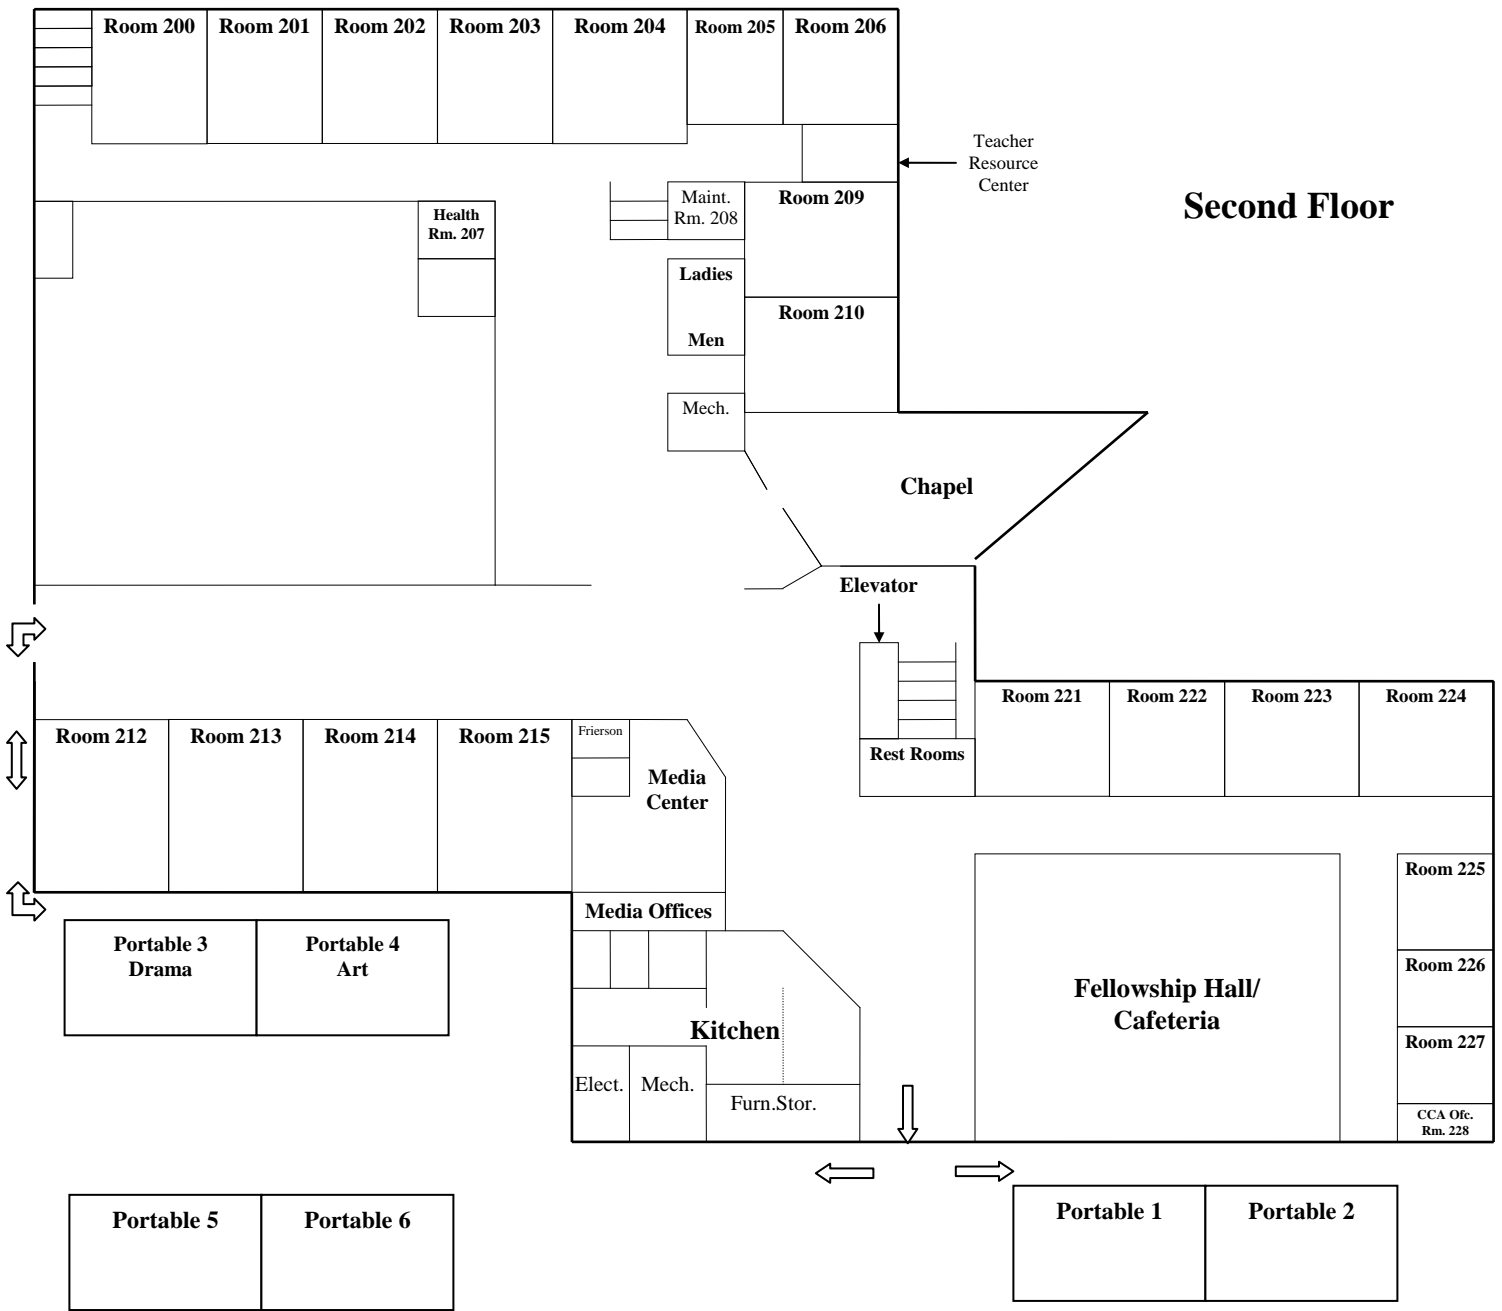 Room 200
Room 201
Room 202
Room 203
Room 204
Room 205
Room 206
Teacher
Resource
Center
Second Floor
Health
Rm. 207
Maint.
Rm. 208
Room 209
Ladies
Men
Room 210
Mech.
Chapel
Elevator
Room 212
Room 213
Room 214
Room 215
Frierson
Media
Center
Rest Rooms
Room 221
Room 222
Room 223
Room 224
Media Offices
Portable 3
Drama
Portable 4
Art
Kitchen
Elect.
Mech.
Furn.Stor.
Fellowship Hall/
Cafeteria
Room 225
Room 226
Room 227
CCA Ofc.
Rm. 228
Portable 5
Portable 6
Portable 1
Portable 2